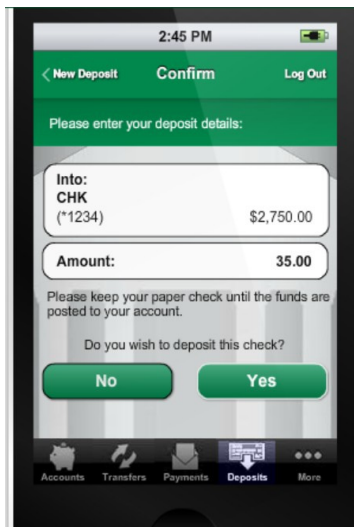 2:45 PM
New Deposit Confirm Log Out
Please enter your deposit details:
Into:
CHK
(*1234) $2,750.00
Amount: 35.00
Please keep your paper check until the funds are
posted to your account.
Do you wish to deposit this check?
No Yes
Accounts Transfers Payments Deposits More